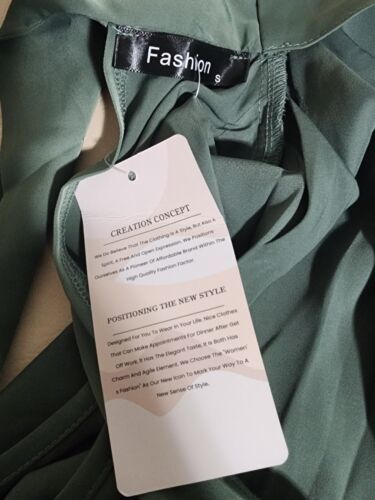 Fashion
S
CREATION CONCEPT
We Do Believe That The Clothing Is A Style, But Also A
Spirit, A Free And Open Expression. We Positions
Ourselves As A Pioneer Of Affordable Brand Within The
High Quality Fashion Factor.
POSITIONING THE NEW STYLE
Designed For You To Wear in Your Life. Nice Clothes
That Can Make Appointments For Dinner After Get
Off Work. It Has The Elegant Taste, It Is Both Has
Charm And Agile Element. We Choose The "Women'
s Fashion" As Our New Icon To Mark Your Way To A
New Sense Of Style.